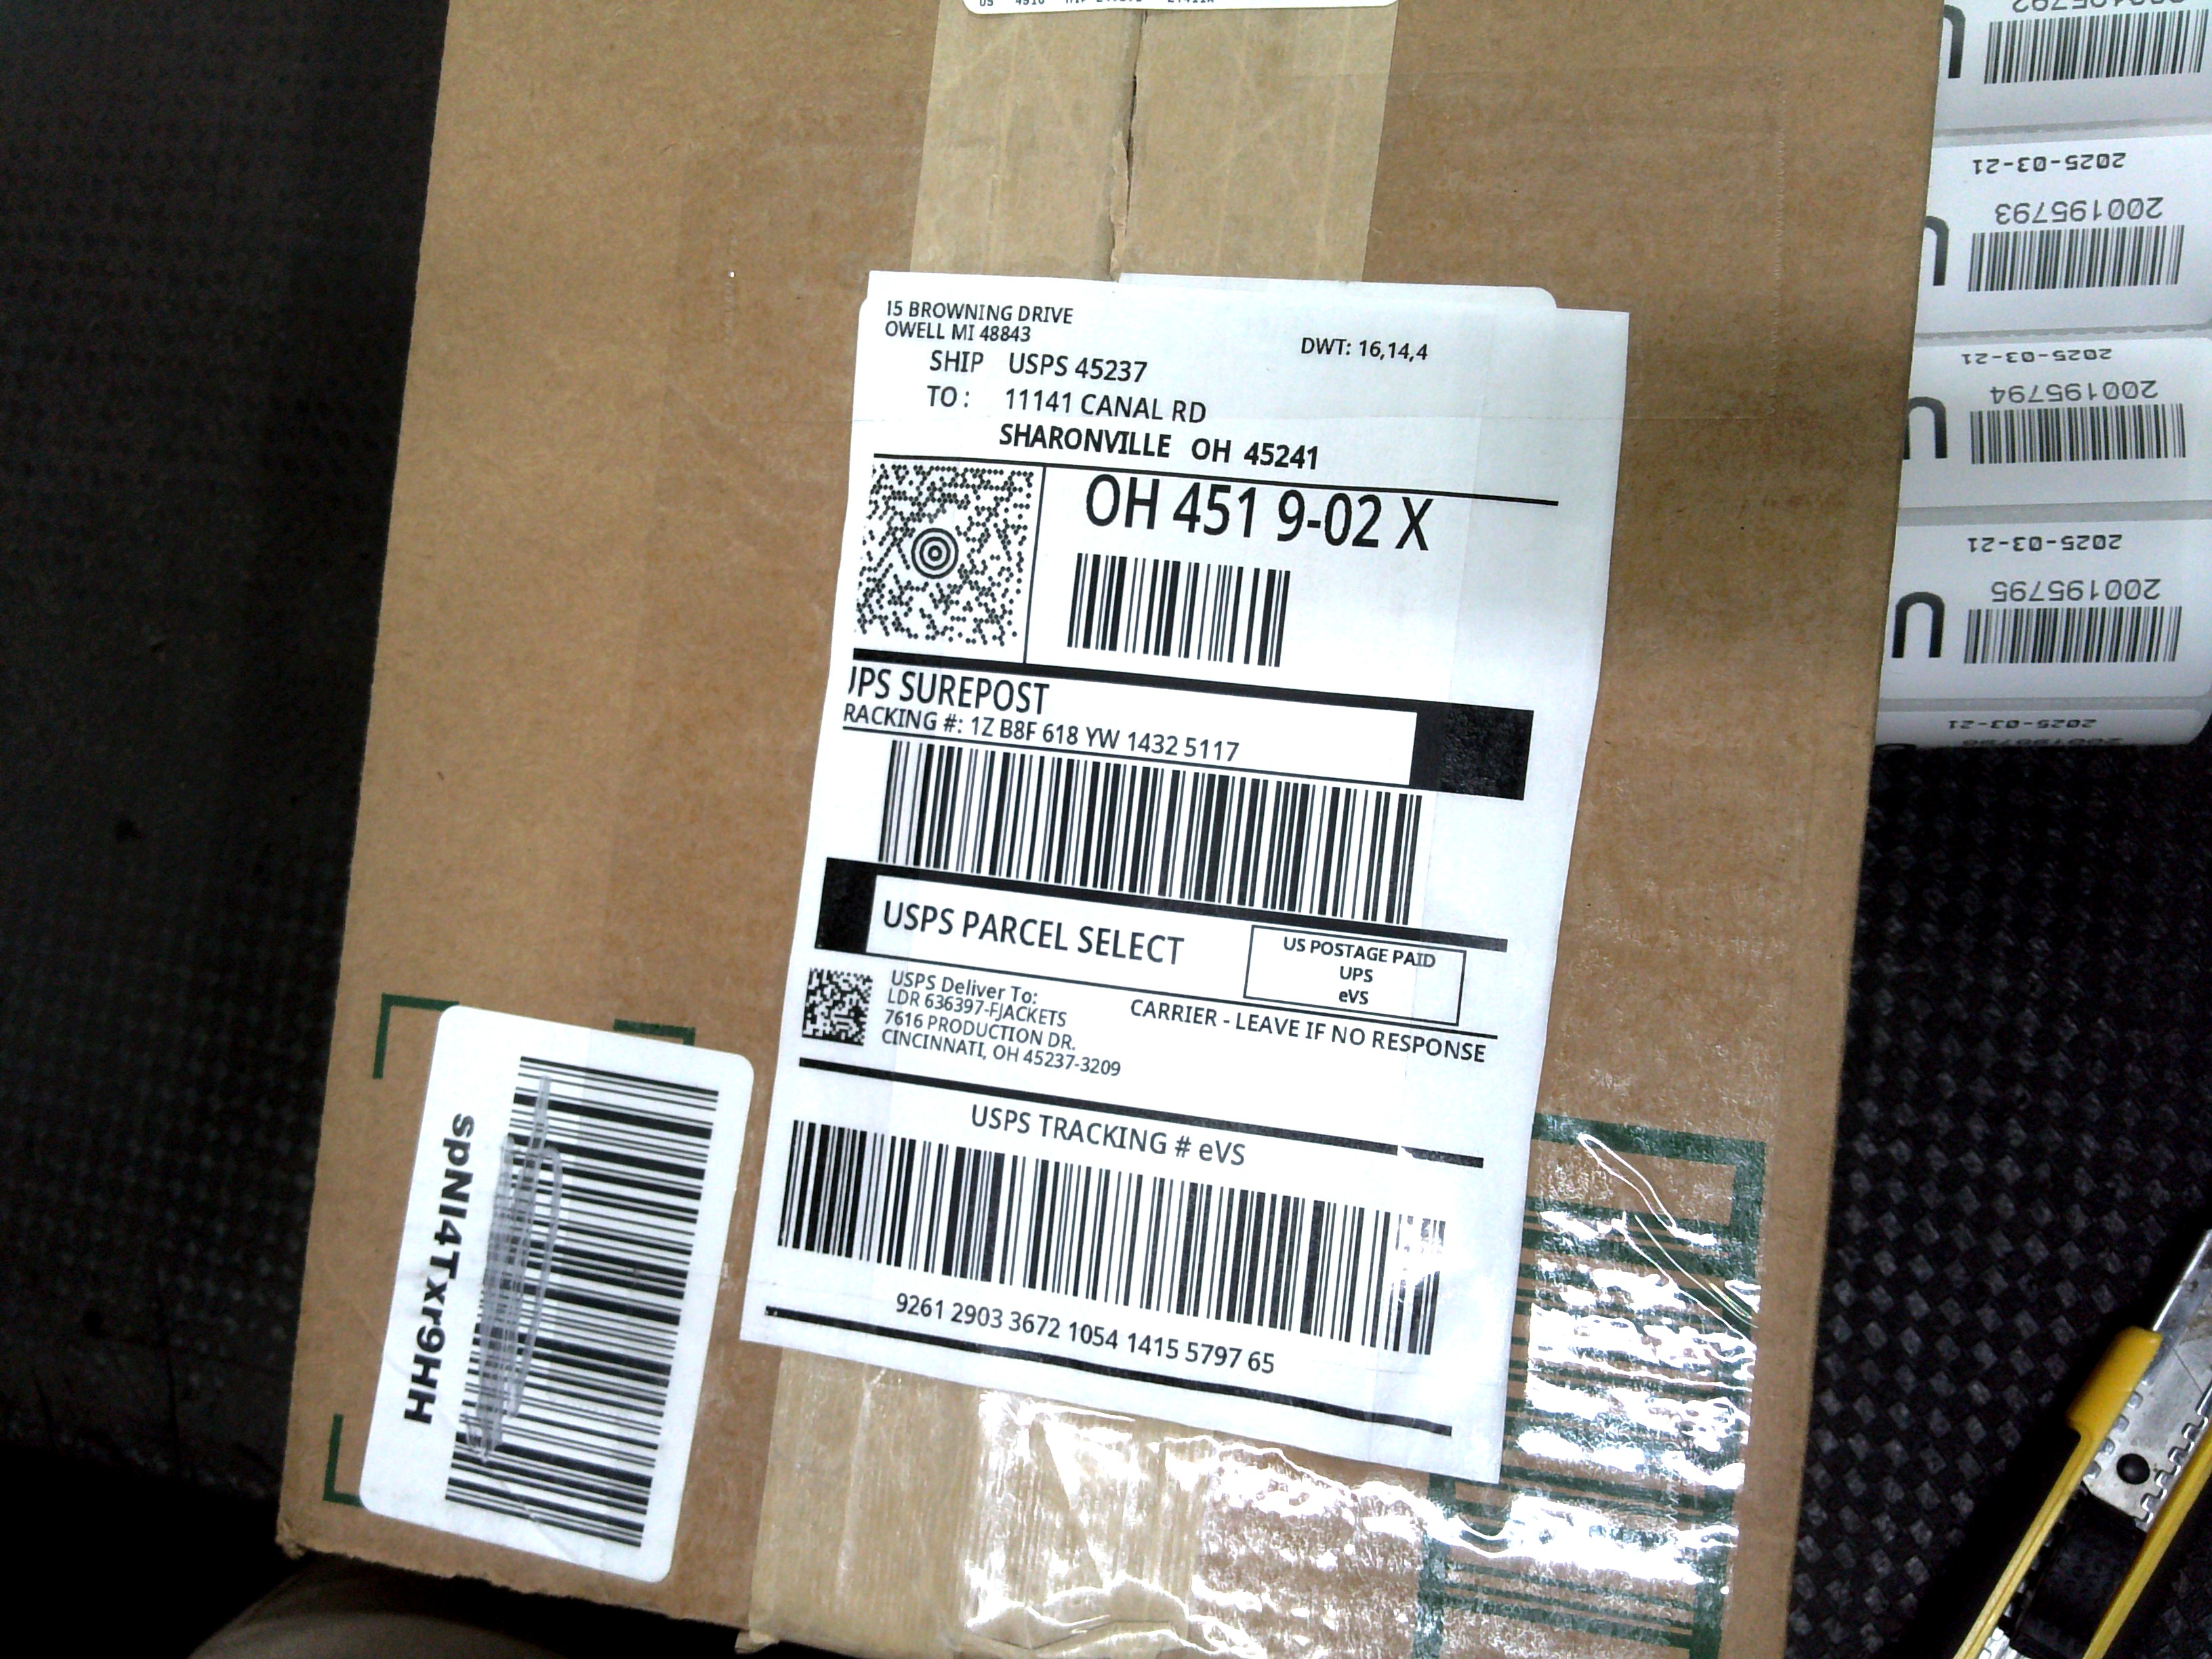 15 BROWNING DRIVE
OWELL MI 48843
DWT: 16,14,4
SHIP USPS 45237
TO: 11141 CANAL RD
SHARONVILLE OH 45241
OH 451 9-02 X
UPS SUREPOST
RACKING #: 1Z B8F 618 YW 1432 5117
USPS PARCEL SELECT
US POSTAGE PAID
UPS
eVS
USPS Deliver To:
LDR 636397-FJACKETS
7616 PRODUCTION DR.
CINCINNATI, OH 45237-3209
CARRIER - LEAVE IF NO RESPONSE
USPS TRACKING # eVS
9261 2903 3672 1054 1415 5797 65
spNI4Txr9HH
200195792
U
2025-03-21
200195793
U
2025-03-21
200195794
U
2025-03-21
200195795
U
2025-03-21